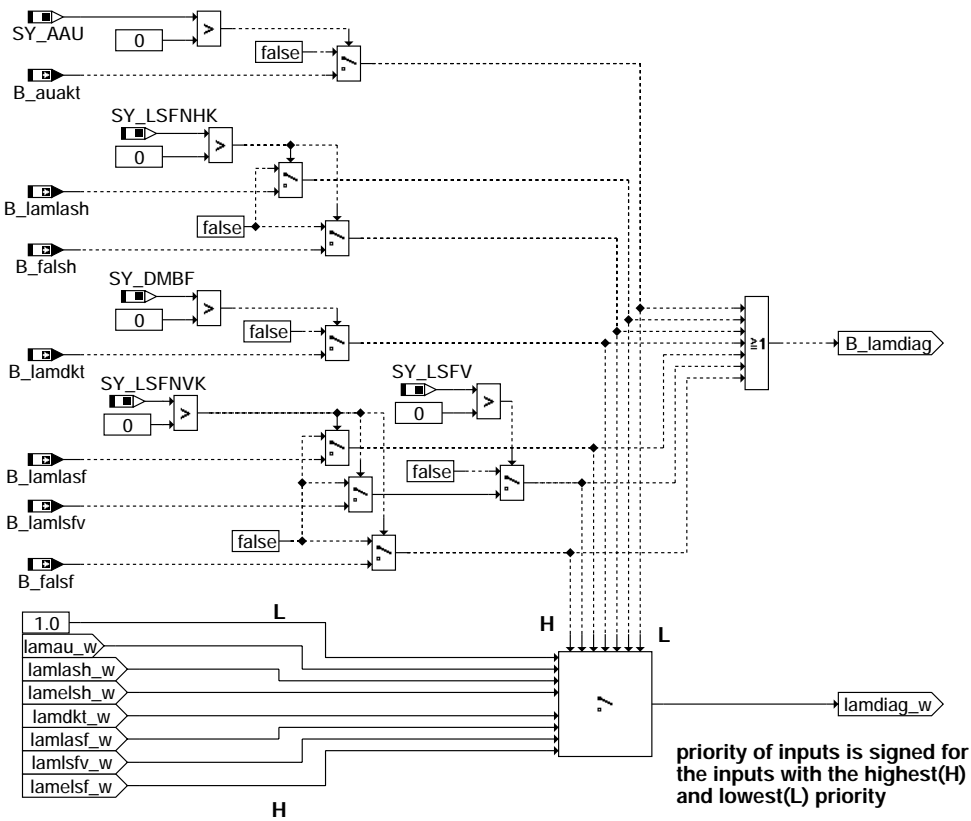 SY_AAU
>
0
false
B_auakt
SY_LSFNHK
>
0
B_lamlash
false
B_falsh
SY_DMBF
>
0
false
B_lamdkt
≥1
B_lamdiag
SY_LSFNVK
SY_LSFV
>
0
>
0
B_lamlasf
false
B_lamlsfv
false
B_falsf
L
H
L
1.0
lamau_w
lamlash_w
lamelsh_w
lamdkt_w
lamlasf_w
lamlsfv_w
lamelsf_w
H
lamdiag_w
priority of inputs is signed for
the inputs with the highest(H)
and lowest(L) priority